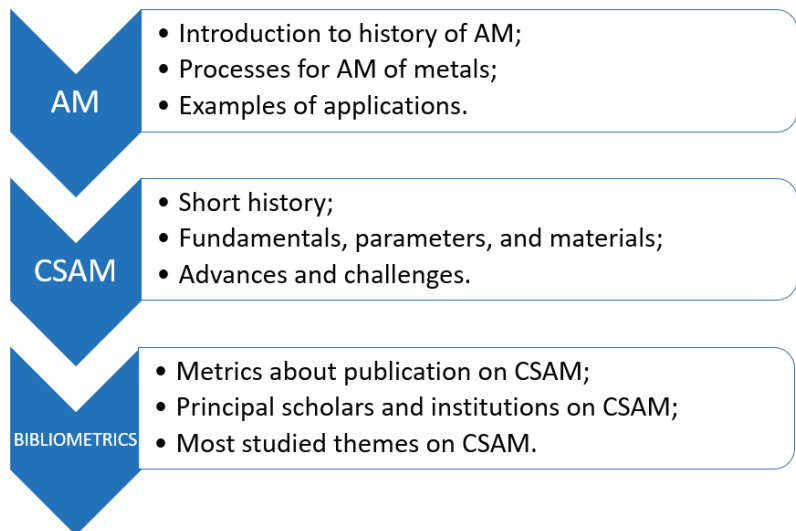 AM
• Introduction to history of AM;
• Processes for AM of metals;
• Examples of applications.
CSAM
• Short history;
• Fundamentals, parameters, and materials;
• Advances and challenges.
BIBLIOMETRICS
• Metrics about publication on CSAM;
• Principal scholars and institutions on CSAM;
• Most studied themes on CSAM.